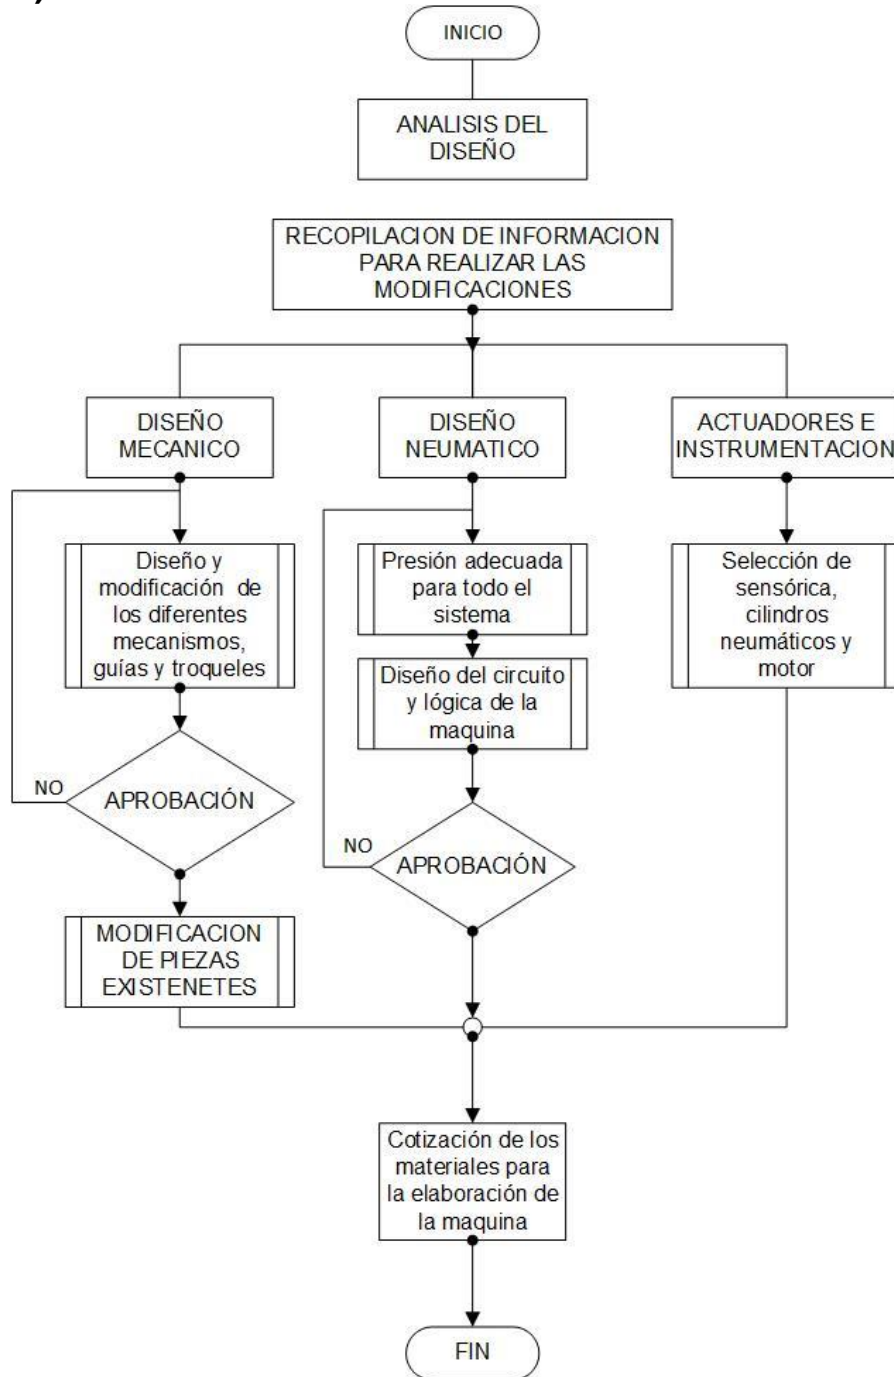 INICIO
ANALISIS DEL
DISEÑO
RECOPILACION DE INFORMACION
PARA REALIZAR LAS
MODIFICACIONES
DISEÑO
MECANICO
DISEÑO
NEUMATICO
ACTUADORES E
INSTRUMENTACION
Diseño y
modificación de
los diferentes
mecanismos,
guías y troqueles
Presión adecuada
para todo el
sistema
Selección de
sensórica,
cilindros
neumáticos y
motor
Diseño del circuito
y lógica de la
maquina
NO
APROBACIÓN
NO
APROBACIÓN
MODIFICACION
DE PIEZAS
EXISTENETES
Cotización de los
materiales para
la elaboración de
la maquina
FIN